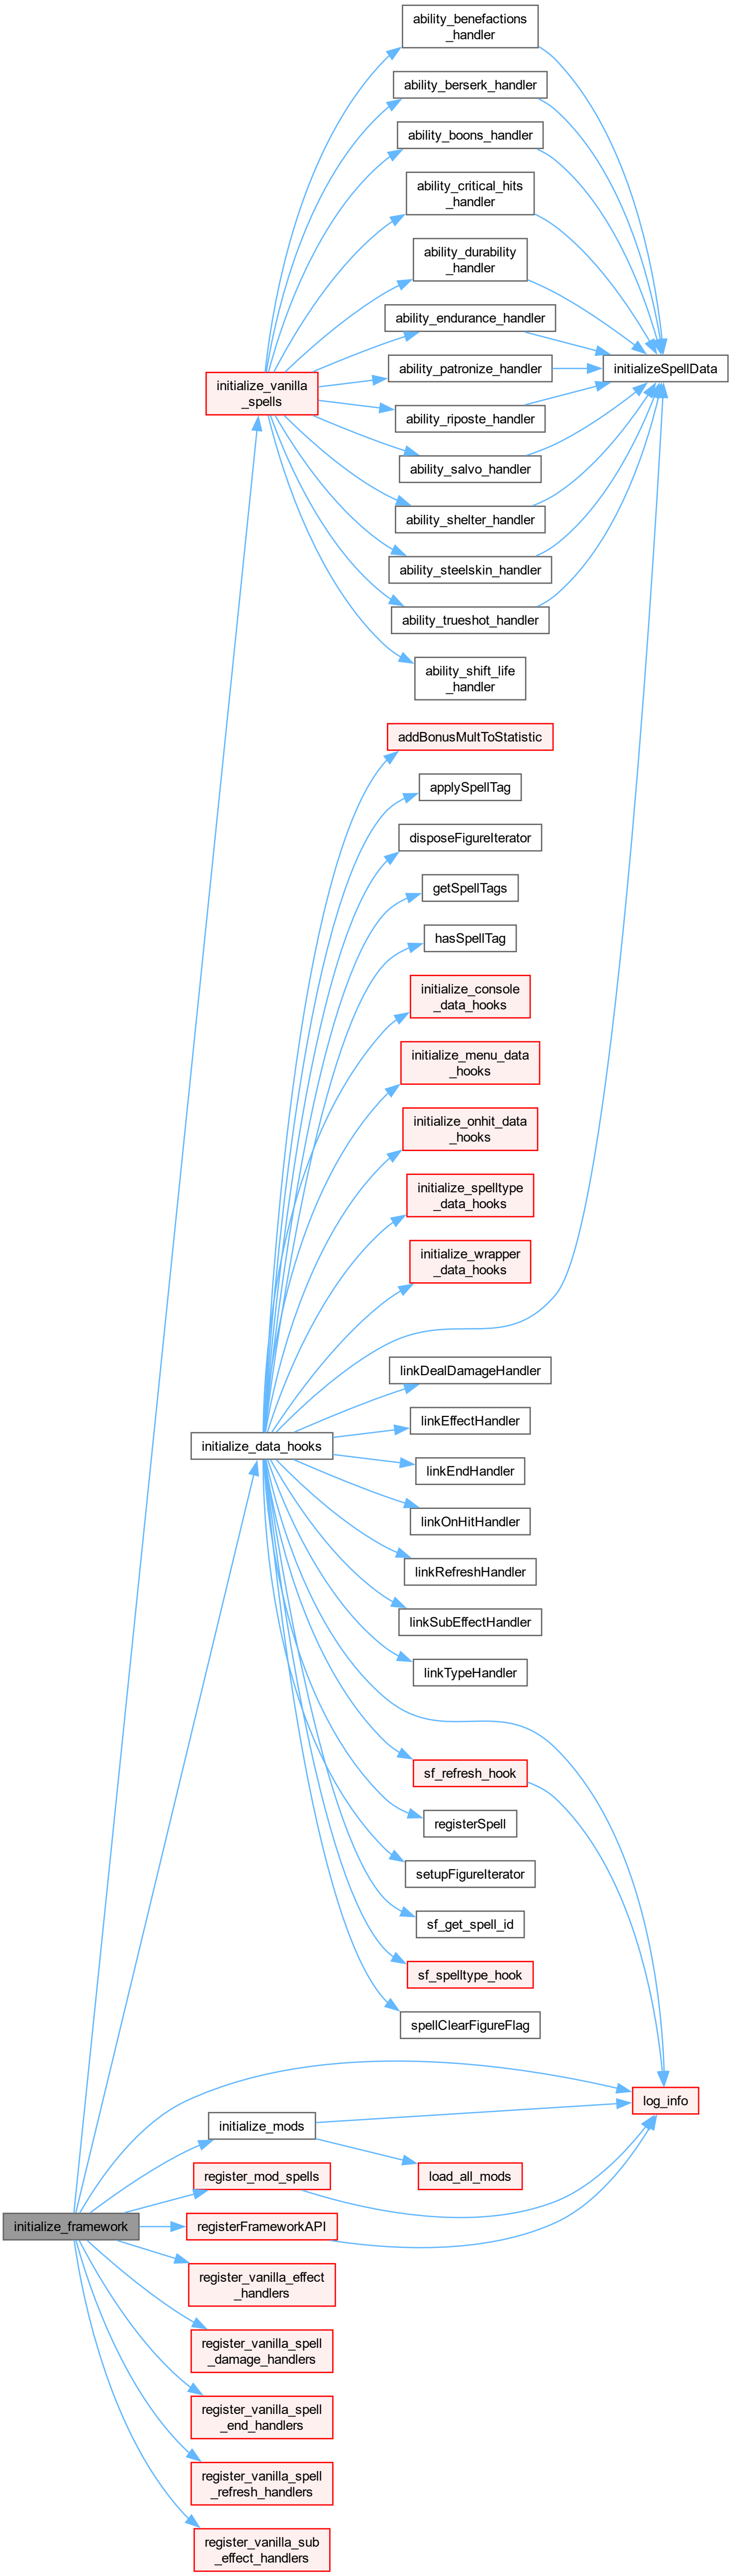 ability_benefactions
_handler
ability_berserk_handler
ability_boons_handler
ability_critical_hits
_handler
ability_durability
_handler
ability_endurance_handler
initializeSpellData
ability_patronize_handler
initialize_vanilla
_spells
ability_riposte_handler
ability_salvo_handler
ability_shelter_handler
ability_steelskin_handler
ability_trueshot_handler
ability_shift_life
_handler
addBonusMultToStatistic
applySpellTag
disposeFigureIterator
getSpellTags
hasSpellTag
initialize_console
_data_hooks
initialize_menu_data
_hooks
initialize_onhit_data
_hooks
initialize_spelltype
_data_hooks
initialize_wrapper
_data_hooks
linkDealDamageHandler
linkEffectHandler
initialize_data_hooks
linkEndHandler
linkOnHitHandler
linkRefreshHandler
linkSubEffectHandler
linkTypeHandler
sf_refresh_hook
registerSpell
setupFigureIterator
sf_get_spell_id
sf_spelltype_hook
spellClearFigureFlag
log_info
initialize_mods
load_all_mods
register_mod_spells
initialize_framework
registerFrameworkAPI
register_vanilla_effect
_handlers
register_vanilla_spell
_damage_handlers
register_vanilla_spell
_end_handlers
register_vanilla_spell
_refresh_handlers
register_vanilla_sub
_effect_handlers